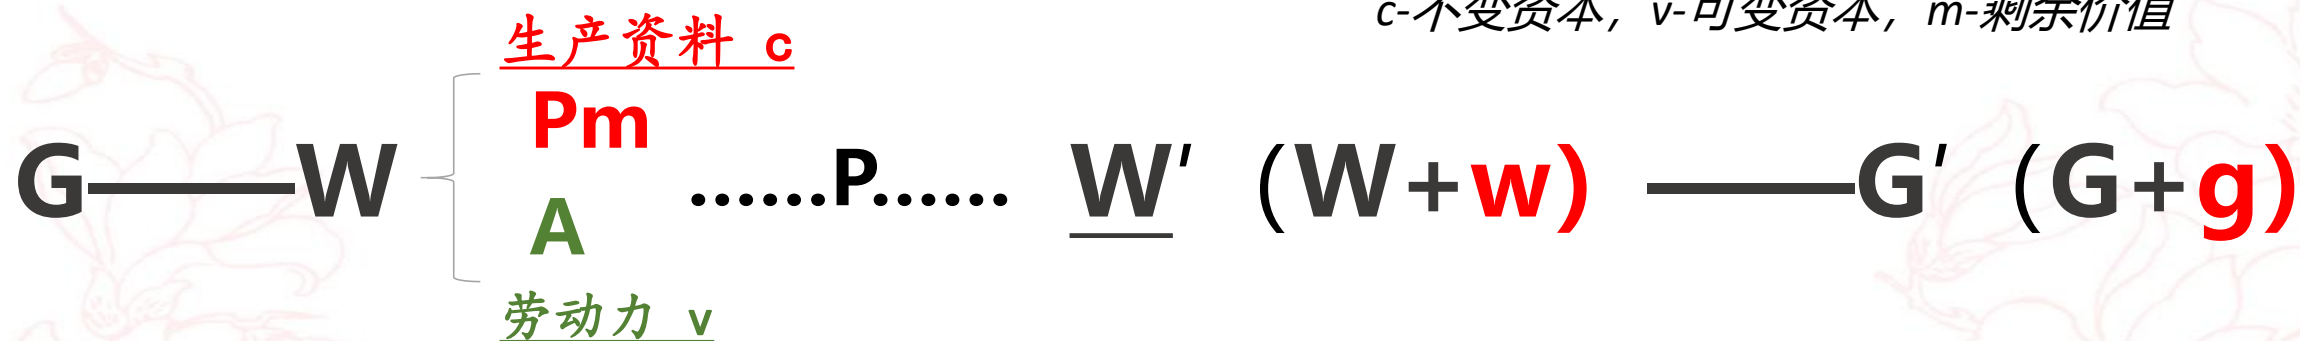 c-不变资本，v-可变资本，m-剩余价值
生产资料 c
Pm
G——W ......P...... W' (W+w) ——G' (G+g)
A
劳动力 v